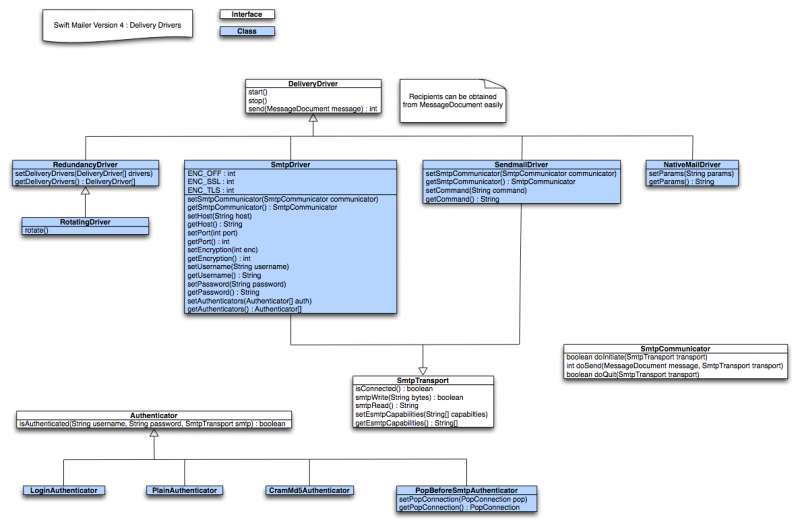 Swift Mailer Version 4 : Delivery Drivers
Interface
Class
DeliveryDriver
start()
stop()
send(MessageDocument message) : int
Recipients can be obtained
from MessageDocument easily
RedundancyDriver
setDeliveryDrivers(DeliveryDriver[] drivers)
getDeliveryDrivers() : DeliveryDriver[]
RotatingDriver
rotate()
SmtpDriver
ENC_OFF : int
ENC_SSL : int
ENC_TLS : int
setSmtpCommunicator(SmtpCommunicator communicator)
getSmtpCommunicator() : SmtpCommunicator
setHost(String host)
getHost() : String
setPort(int port)
getPort() : int
setEncryption(int enc)
getEncryption() : int
setUsername(String username)
getUsername() : String
setPassword(String password)
getPassword() : String
setAuthenticators(Authenticator[] auth)
getAuthenticators() : Authenticator[]
SendmailDriver
setSmtpCommunicator(SmtpCommunicator communicator)
getSmtpCommunicator() : SmtpCommunicator
setCommand(String command)
getCommand() : String
NativeMailDriver
setParams(String params)
getParams() : String
SmtpCommunicator
boolean doInitiate(SmtpTransport transport)
int doSend(MessageDocument message, SmtpTransport transport)
boolean doQuit(SmtpTransport transport)
SmtpTransport
isConnected() : boolean
smtpWrite(String bytes) : boolean
smtpRead() : String
setEsmtpCapabilities(String[] capabilties)
getEsmtpCapabilities() : String[]
Authenticator
isAuthenticated(String username, String password, SmtpTransport smtp) : boolean
LoginAuthenticator
PlainAuthenticator
CramMd5Authenticator
PopBeforeSmtpAuthenticator
setPopConnection(PopConnection pop)
getPopConnection() : PopConnection